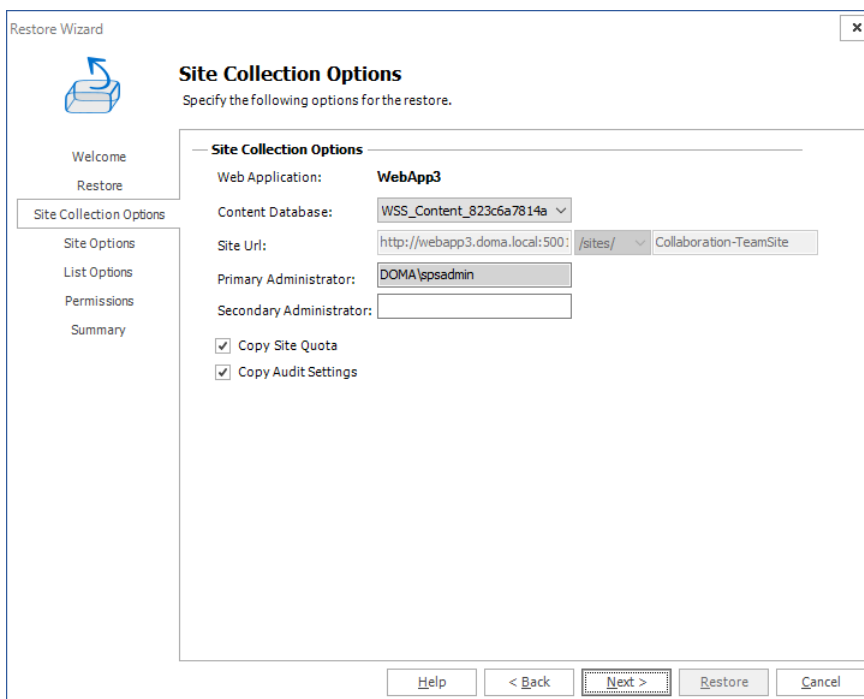 Restore Wizard
Site Collection Options
Specify the following options for the restore.
Welcome
Restore
Site Collection Options
Site Options
List Options
Permissions
Summary
Site Collection Options
Web Application: WebApp3
Content Database: WSS_Content_823c6a7814a
Site Url: http://webapp3.doma.local:5001 /sites/ Collaboration-TeamSite
Primary Administrator: DOMA\spsadmin
Secondary Administrator:
Copy Site Quota
Copy Audit Settings
Help < Back Next > Restore Cancel